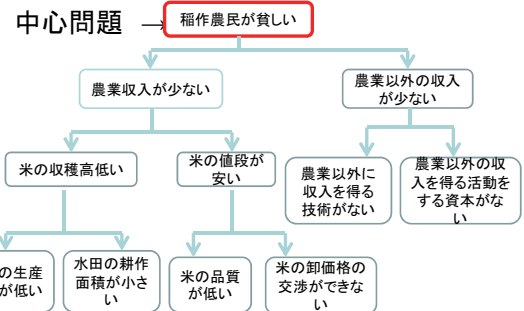 中心問題 →
稲作農民が貧しい
農業収入が少ない
農業以外の収入
が少ない
米の収穫高低い
米の値段が
安い
農業以外に
収入を得る
技術がない
農業以外の収
入を得る活動を
する資本がな
い
の生産
が低い
水田の耕作
面積が小さ
い
米の品質
が低い
米の卸価格の
交渉ができな
い